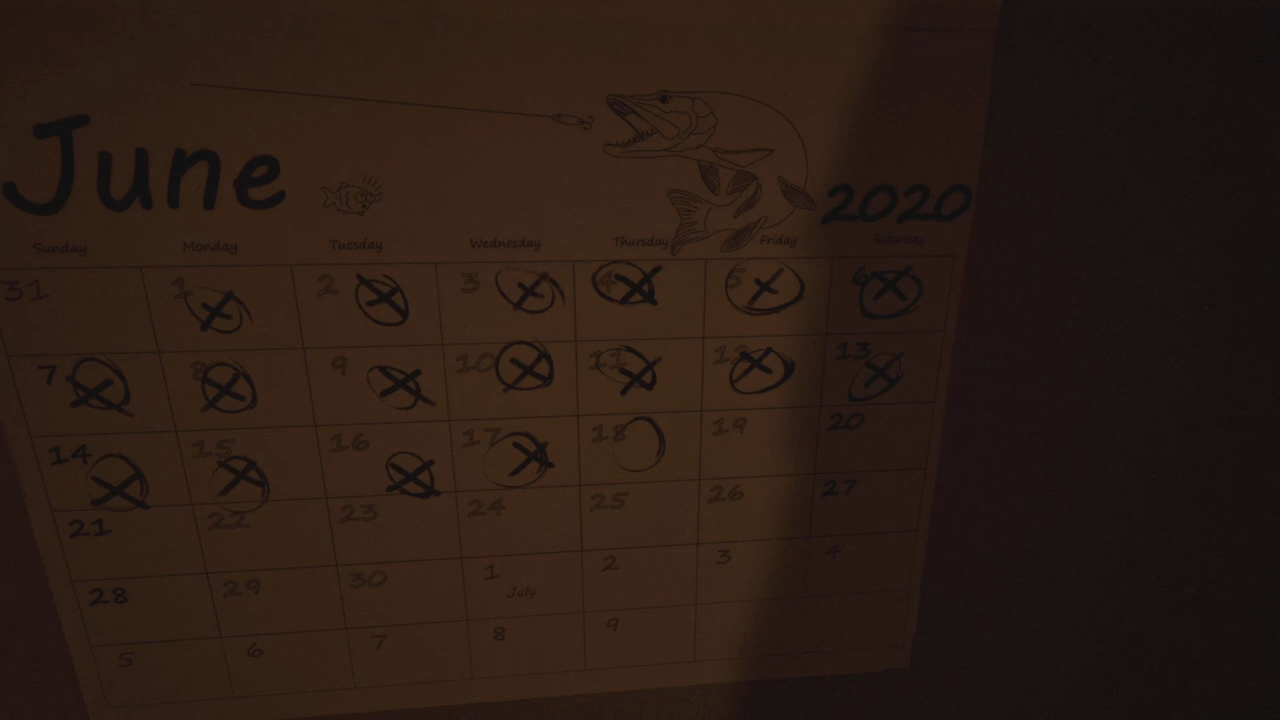 June 2020
Sunday Monday Tuesday Wednesday Thursday Friday Saturday
31 1 2 3 4 5 6
7 8 9 10 11 12 13
14 15 16 17 18 19 20
21 22 23 24 25 26 27
28 29 30 1 2 3 4
July
5 6 7 8 9